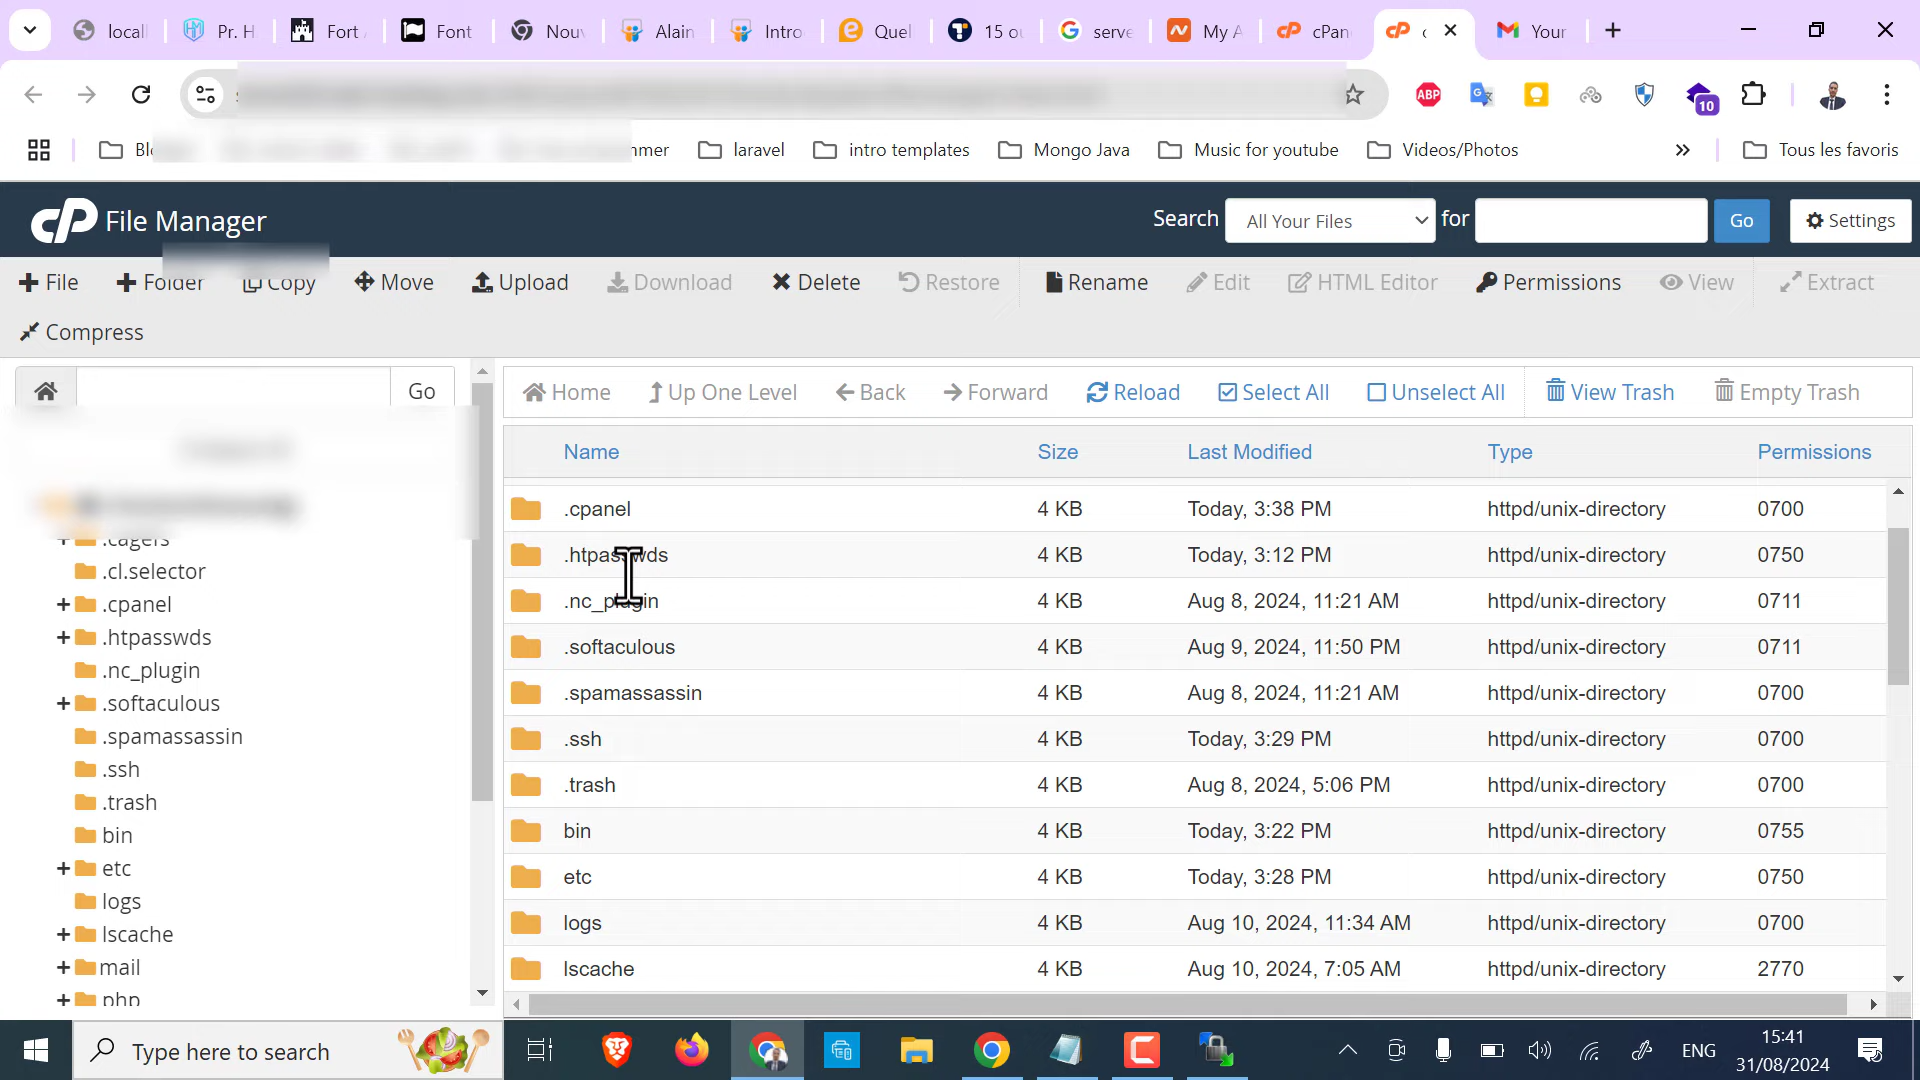 locall
Pr. H
Fort A
Font
Nouv
Alain
Intro
Quel
15 ou
serve
My A
cPan
c
Your
ABP
10
Blo
mmer
laravel
intro templates
Mongo Java
Music for youtube
Videos/Photos
Tous les favoris
cP File Manager
Search All Your Files for Go Settings
File
Folder
Copy
Move
Upload
Download
Delete
Restore
Rename
Edit
HTML Editor
Permissions
View
Extract
Compress
Go
Home
Up One Level
Back
Forward
Reload
Select All
Unselect All
View Trash
Empty Trash
.cagefs
.cl.selector
.cpanel
.htpasswds
.nc_plugin
.softaculous
.spamassassin
.ssh
.trash
bin
etc
logs
lscache
mail
php
Name Size Last Modified Type Permissions
.cpanel 4 KB Today, 3:38 PM httpd/unix-directory 0700
.htpasswds 4 KB Today, 3:12 PM httpd/unix-directory 0750
.nc_plugin 4 KB Aug 8, 2024, 11:21 AM httpd/unix-directory 0711
.softaculous 4 KB Aug 9, 2024, 11:50 PM httpd/unix-directory 0711
.spamassassin 4 KB Aug 8, 2024, 11:21 AM httpd/unix-directory 0700
.ssh 4 KB Today, 3:29 PM httpd/unix-directory 0700
.trash 4 KB Aug 8, 2024, 5:06 PM httpd/unix-directory 0700
bin 4 KB Today, 3:22 PM httpd/unix-directory 0755
etc 4 KB Today, 3:28 PM httpd/unix-directory 0750
logs 4 KB Aug 10, 2024, 11:34 AM httpd/unix-directory 0700
lscache 4 KB Aug 10, 2024, 7:05 AM httpd/unix-directory 2770
Type here to search
ENG
15:41
31/08/2024